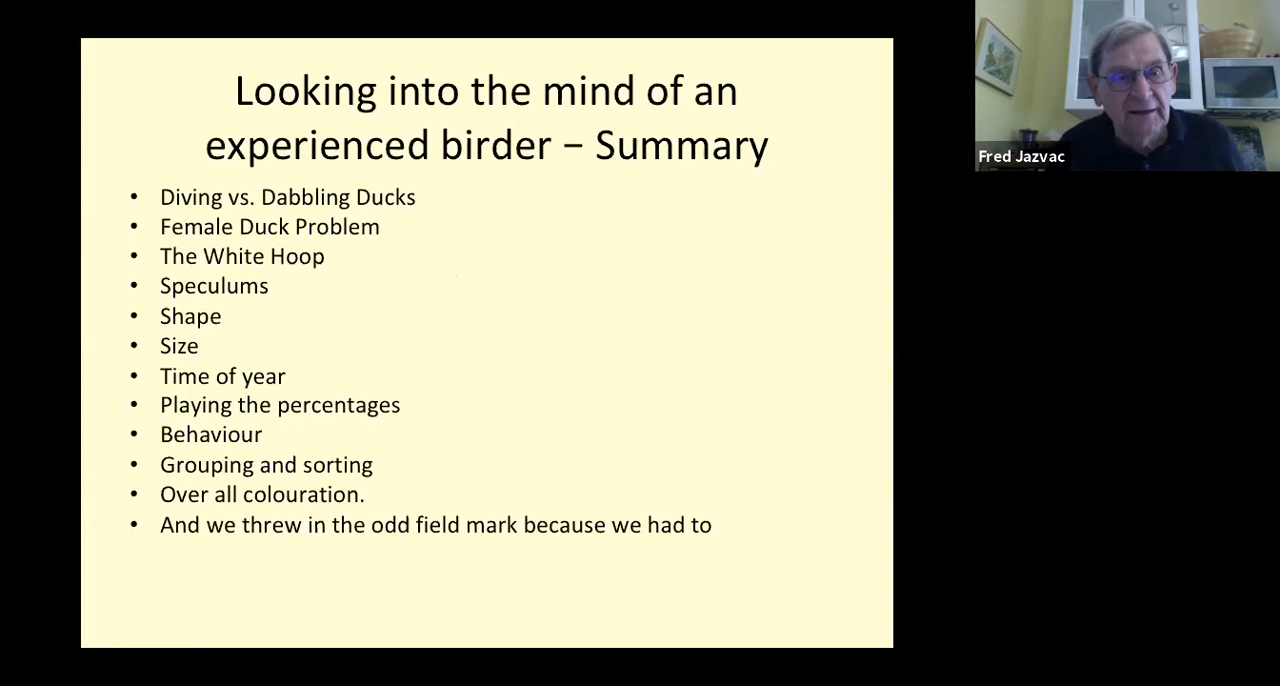 Looking into the mind of an
experienced birder – Summary
• Diving vs. Dabbling Ducks
• Female Duck Problem
• The White Hoop
• Speculums
• Shape
• Size
• Time of year
• Playing the percentages
• Behaviour
• Grouping and sorting
• Over all colouration.
• And we threw in the odd field mark because we had to
Fred Jazvac